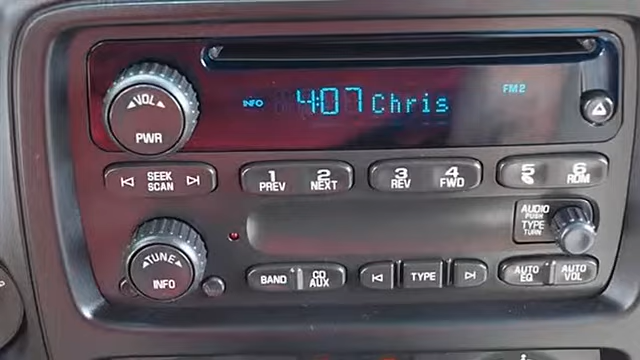 FM2
INFO 4:07 Chris
VOL
PWR
SEEK
SCAN
1 PREV 2 NEXT 3 REV 4 FWD 5 6 RDM
AUDIO
PUSH
TYPE
TURN
TUNE
INFO
BAND CD AUX TYPE AUTO EQ AUTO VOL